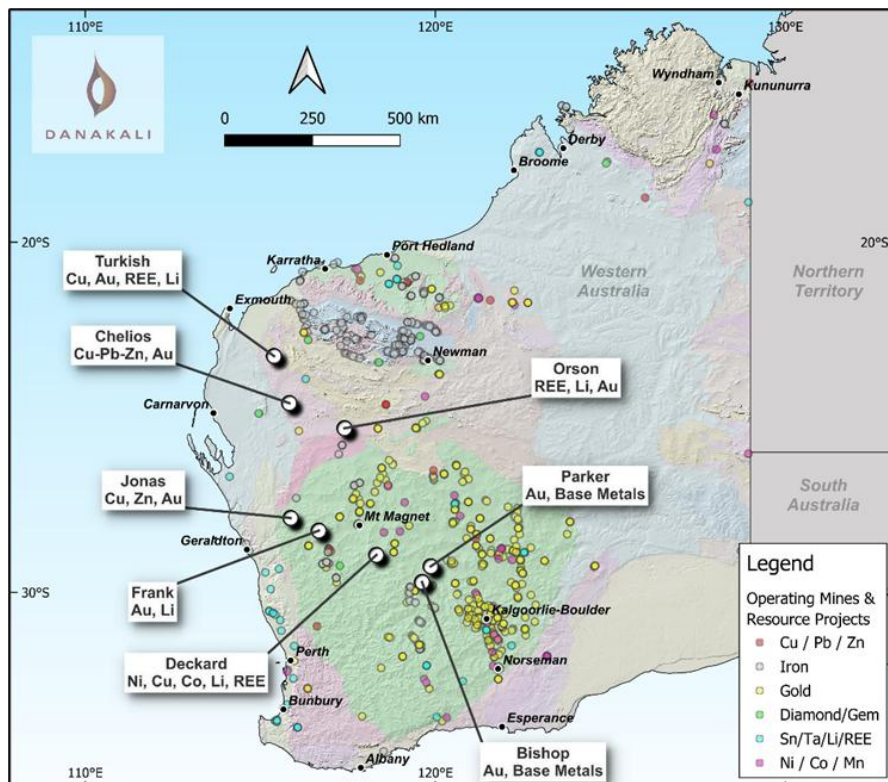 110°E
120°E
130°E
DANAKALI
0 250 500 km
Wyndham
Kununurra
Derby
Broome
20°S
20°S
Port Hedland
Karratha
Turkish
Cu, Au, REE, Li
Exmouth
Western
Australia
Northern
Territory
Chelios
Cu-Pb-Zn, Au
Newman
Orson
REE, Li, Au
Carnarvon
Jonas
Cu, Zn, Au
Parker
Au, Base Metals
South
Australia
Mt Magnet
Geraldton
Frank
Au, Li
30°S
Kalgoorlie-Boulder
Deckard
Ni, Cu, Co, Li, REE
Perth
Norseman
Bunbury
Esperance
Albany
Bishop
Au, Base Metals
Legend
Operating Mines &
Resource Projects
Cu / Pb / Zn
Iron
Gold
Diamond/Gem
Sn/Ta/Li/REE
Ni / Co / Mn
110°E
120°E